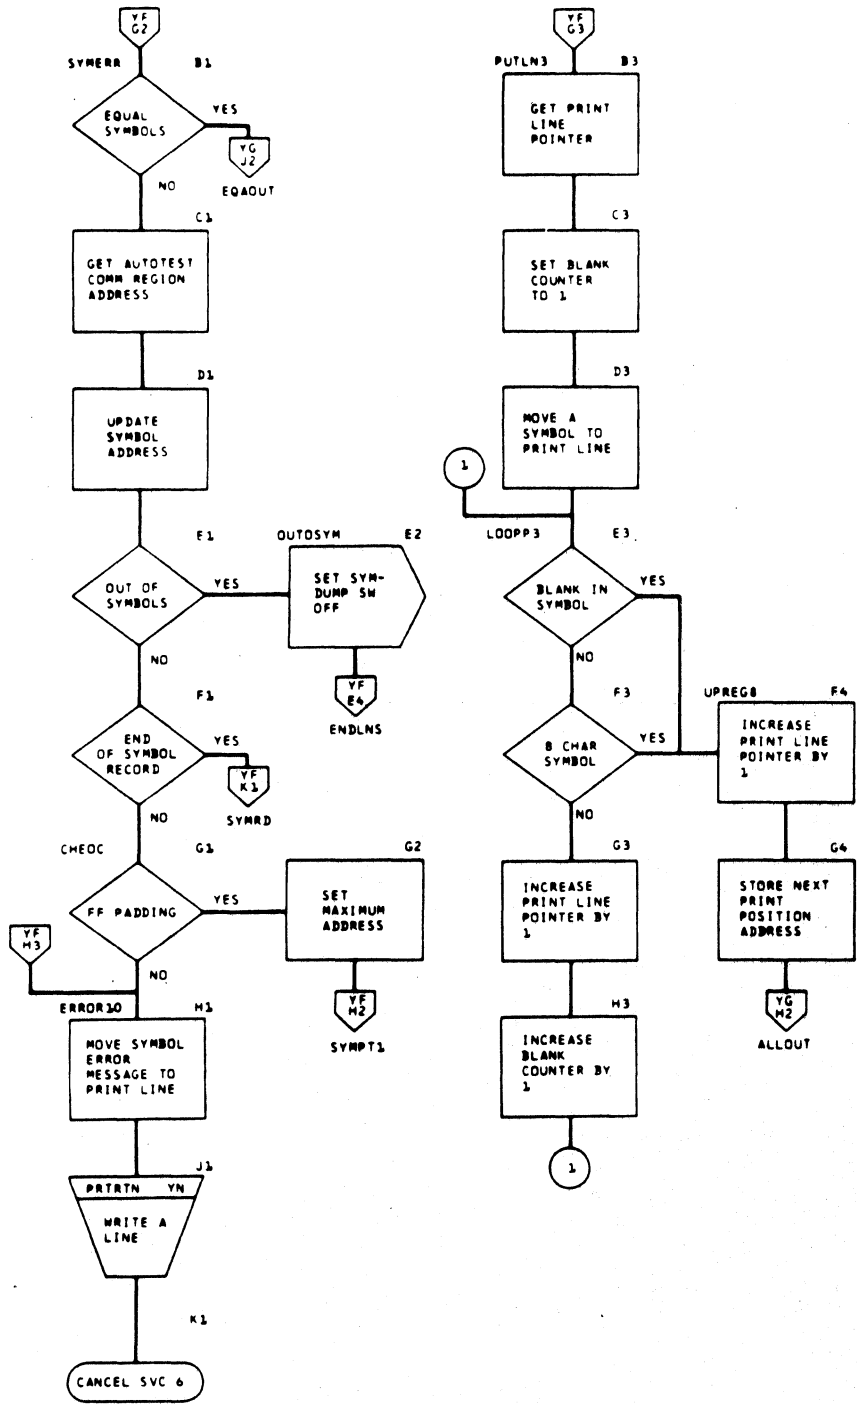 YF
G2
SYMERR B1
EQUAL
SYMBOLS
YES
YG
J2
EQAOUT
NO
C1
GET AUTOTEST
COMM REGION
ADDRESS
D1
UPDATE
SYMBOL
ADDRESS
E1
OUT OF
SYMBOLS
YES
OUTOSYM E2
SET SYM-
DUMP SW
OFF
YF
E4
ENDLNS
NO
F1
END
OF SYMBOL
RECORD
YES
YF
K1
SYMRD
NO
CHEOC G1
FF PADDING
YES
G2
SET
MAXIMUM
ADDRESS
YF
H2
SYMPT1
NO
YF
H3
ERROR10 H1
MOVE SYMBOL
ERROR
MESSAGE TO
PRINT LINE
J1
PRTRTN YN
WRITE A
LINE
K1
CANCEL SVC 6
YF
G3
PUTLN3 B3
GET PRINT
LINE
POINTER
C3
SET BLANK
COUNTER
TO 1
D3
MOVE A
SYMBOL TO
PRINT LINE
1
LOOPP3 E3
BLANK IN
SYMBOL
YES
NO
F3
8 CHAR
SYMBOL
YES
NO
UPREG8 F4
INCREASE
PRINT LINE
POINTER BY
1
G4
STORE NEXT
PRINT
POSITION
ADDRESS
YG
H2
ALLOUT
G3
INCREASE
PRINT LINE
POINTER BY
1
H3
INCREASE
BLANK
COUNTER BY
1
1